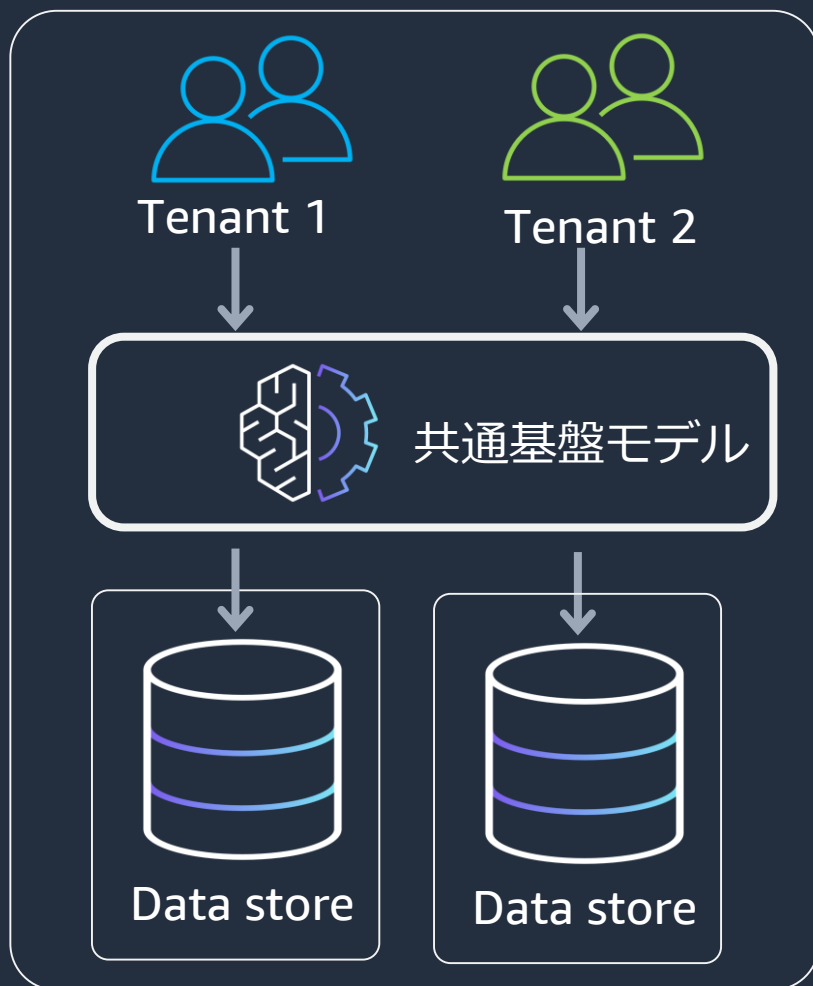 Tenant 1
Tenant 2
共通基盤モデル
Data store
Data store